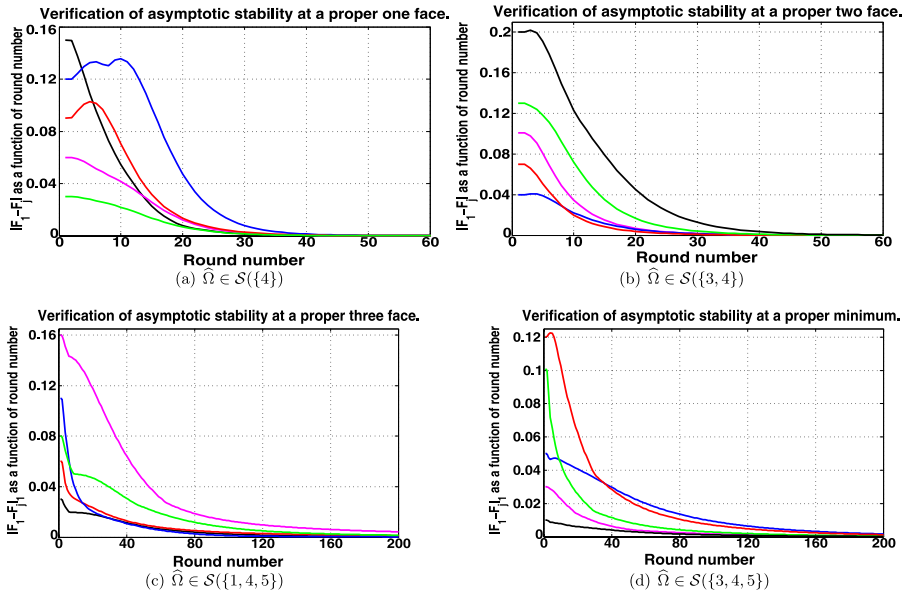 Verification of asymptotic stability at a proper one face.
|F1−Fj| as a function of round number
0.16
0.12
0.08
0.04
0
0 10 20 30 40 50 60
Round number
(a) Ω̂ ∈ S({4})
Verification of asymptotic stability at a proper two face.
|F1−Fj| as a function of round number
0.2
0.16
0.12
0.08
0.04
0
0 10 20 30 40 50 60
Round number
(b) Ω̂ ∈ S({3, 4})
Verification of asymptotic stability at a proper three face.
|F1−Fj|1 as a function of round number
0.16
0.12
0.08
0.04
0
0 40 80 120 160 200
Round number
(c) Ω̂ ∈ S({1, 4, 5})
Verification of asymptotic stability at a proper minimum.
|F1−Fj| as a function of round number
0.12
0.1
0.08
0.06
0.04
0.02
0
0 40 80 120 160 200
Round number
(d) Ω̂ ∈ S({3, 4, 5})